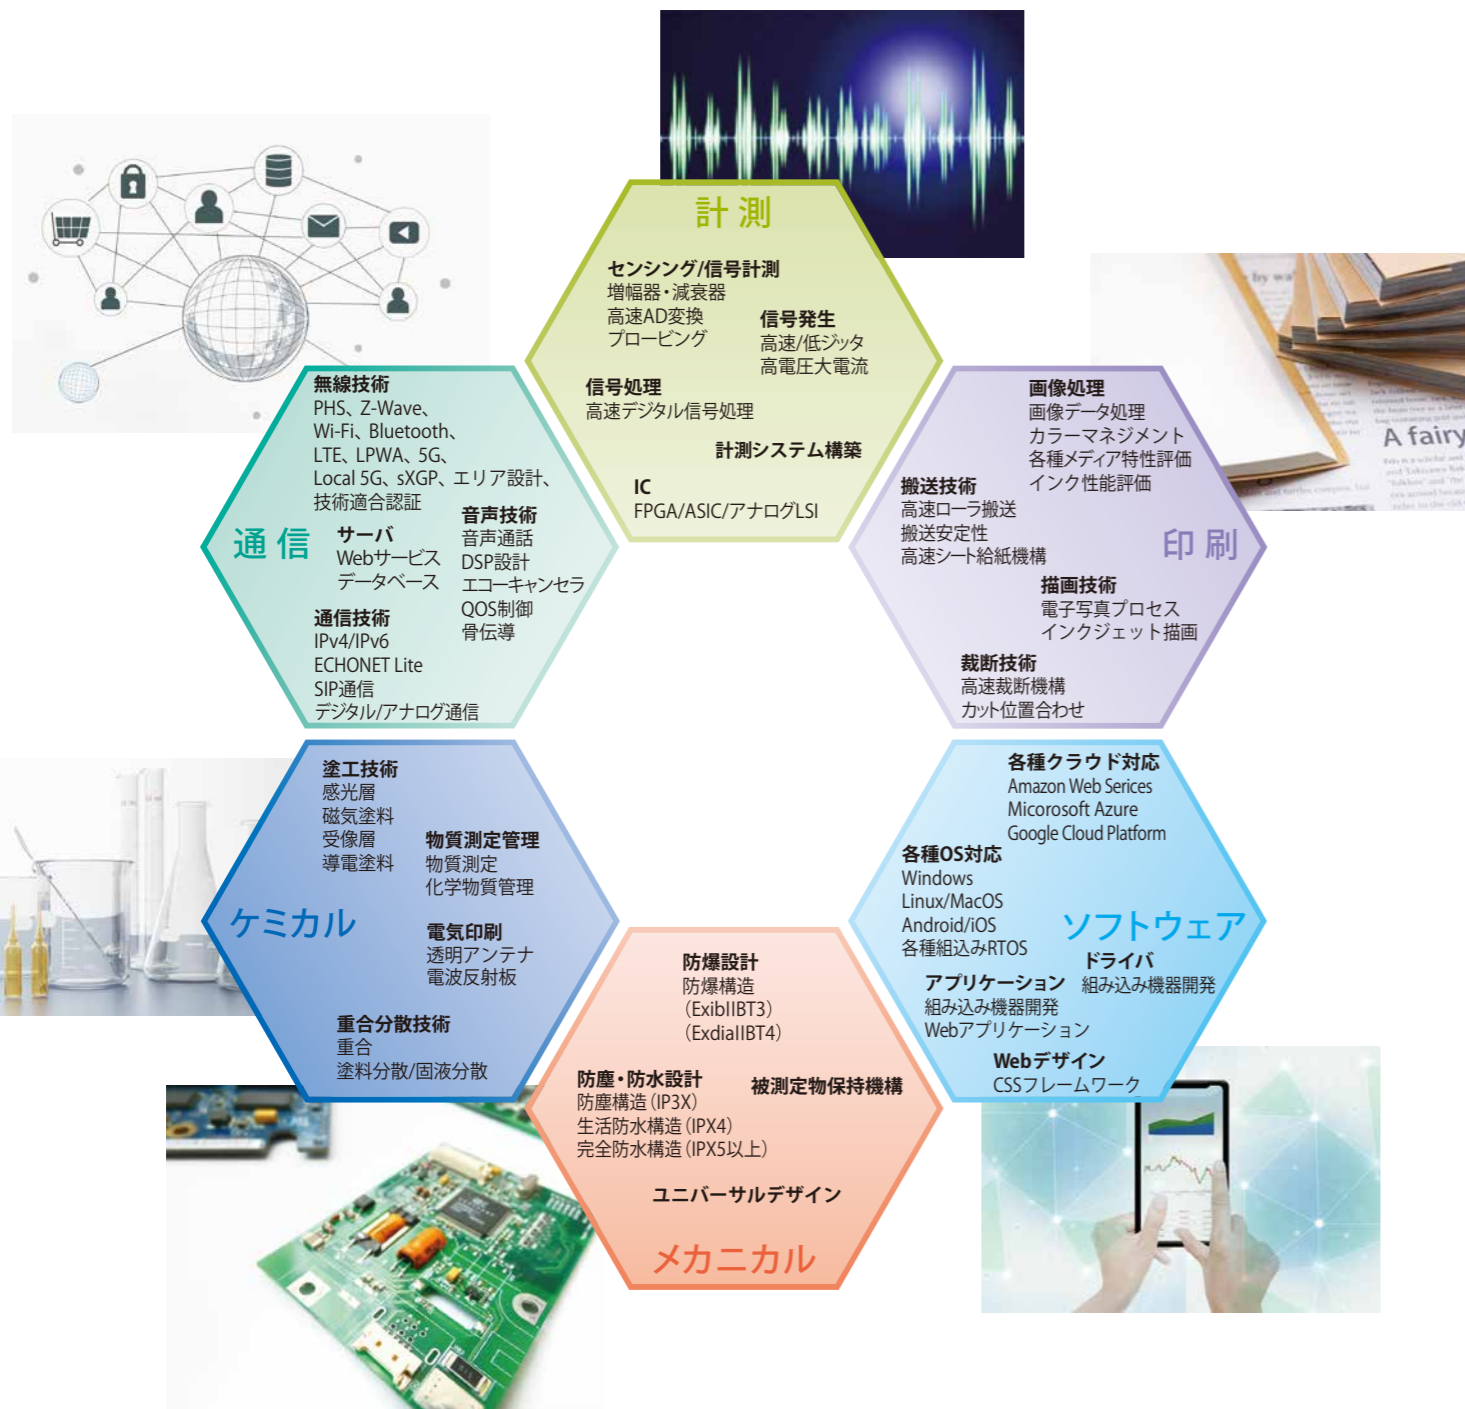 計測
センシング/信号計測
増幅器・減衰器
高速AD変換
プロービング
信号発生
高速/低ジッタ
高電圧大電流
信号処理
高速デジタル信号処理
計測システム構築
IC
FPGA/ASIC/アナログLSI
通信
無線技術
PHS、Z-Wave、
Wi-Fi、Bluetooth、
LTE、LPWA、5G、
Local 5G、sXGP、エリア設計、
技術適合認証
サーバ
Webサービス
データベース
音声技術
音声通話
DSP設計
エコーキャンセラ
QOS制御
骨伝導
通信技術
IPv4/IPv6
ECHONET Lite
SIP通信
デジタル/アナログ通信
印刷
画像処理
画像データ処理
カラーマネジメント
各種メディア特性評価
インク性能評価
搬送技術
高速ローラ搬送
搬送安定性
高速シート給紙機構
描画技術
電子写真プロセス
インクジェット描画
裁断技術
高速裁断機構
カット位置合わせ
A fairy
ケミカル
塗工技術
感光層
磁気塗料
受像層
導電塗料
物質測定管理
物質測定
化学物質管理
電気印刷
透明アンテナ
電波反射板
重合分散技術
重合
塗料分散/固液分散
ソフトウェア
各種クラウド対応
Amazon Web Serices
Micorosoft Azure
Google Cloud Platform
各種OS対応
Windows
Linux/MacOS
Android/iOS
各種組込みRTOS
ドライバ
組み込み機器開発
アプリケーション
組み込み機器開発
Webアプリケーション
Webデザイン
CSSフレームワーク
防爆設計
防爆構造
（ExibIIBT3）
（ExdiaIIBT4）
防塵・防水設計
防塵構造（IP3X）
生活防水構造（IPX4）
完全防水構造（IPX5以上）
被測定物保持機構
ユニバーサルデザイン
メカニカル